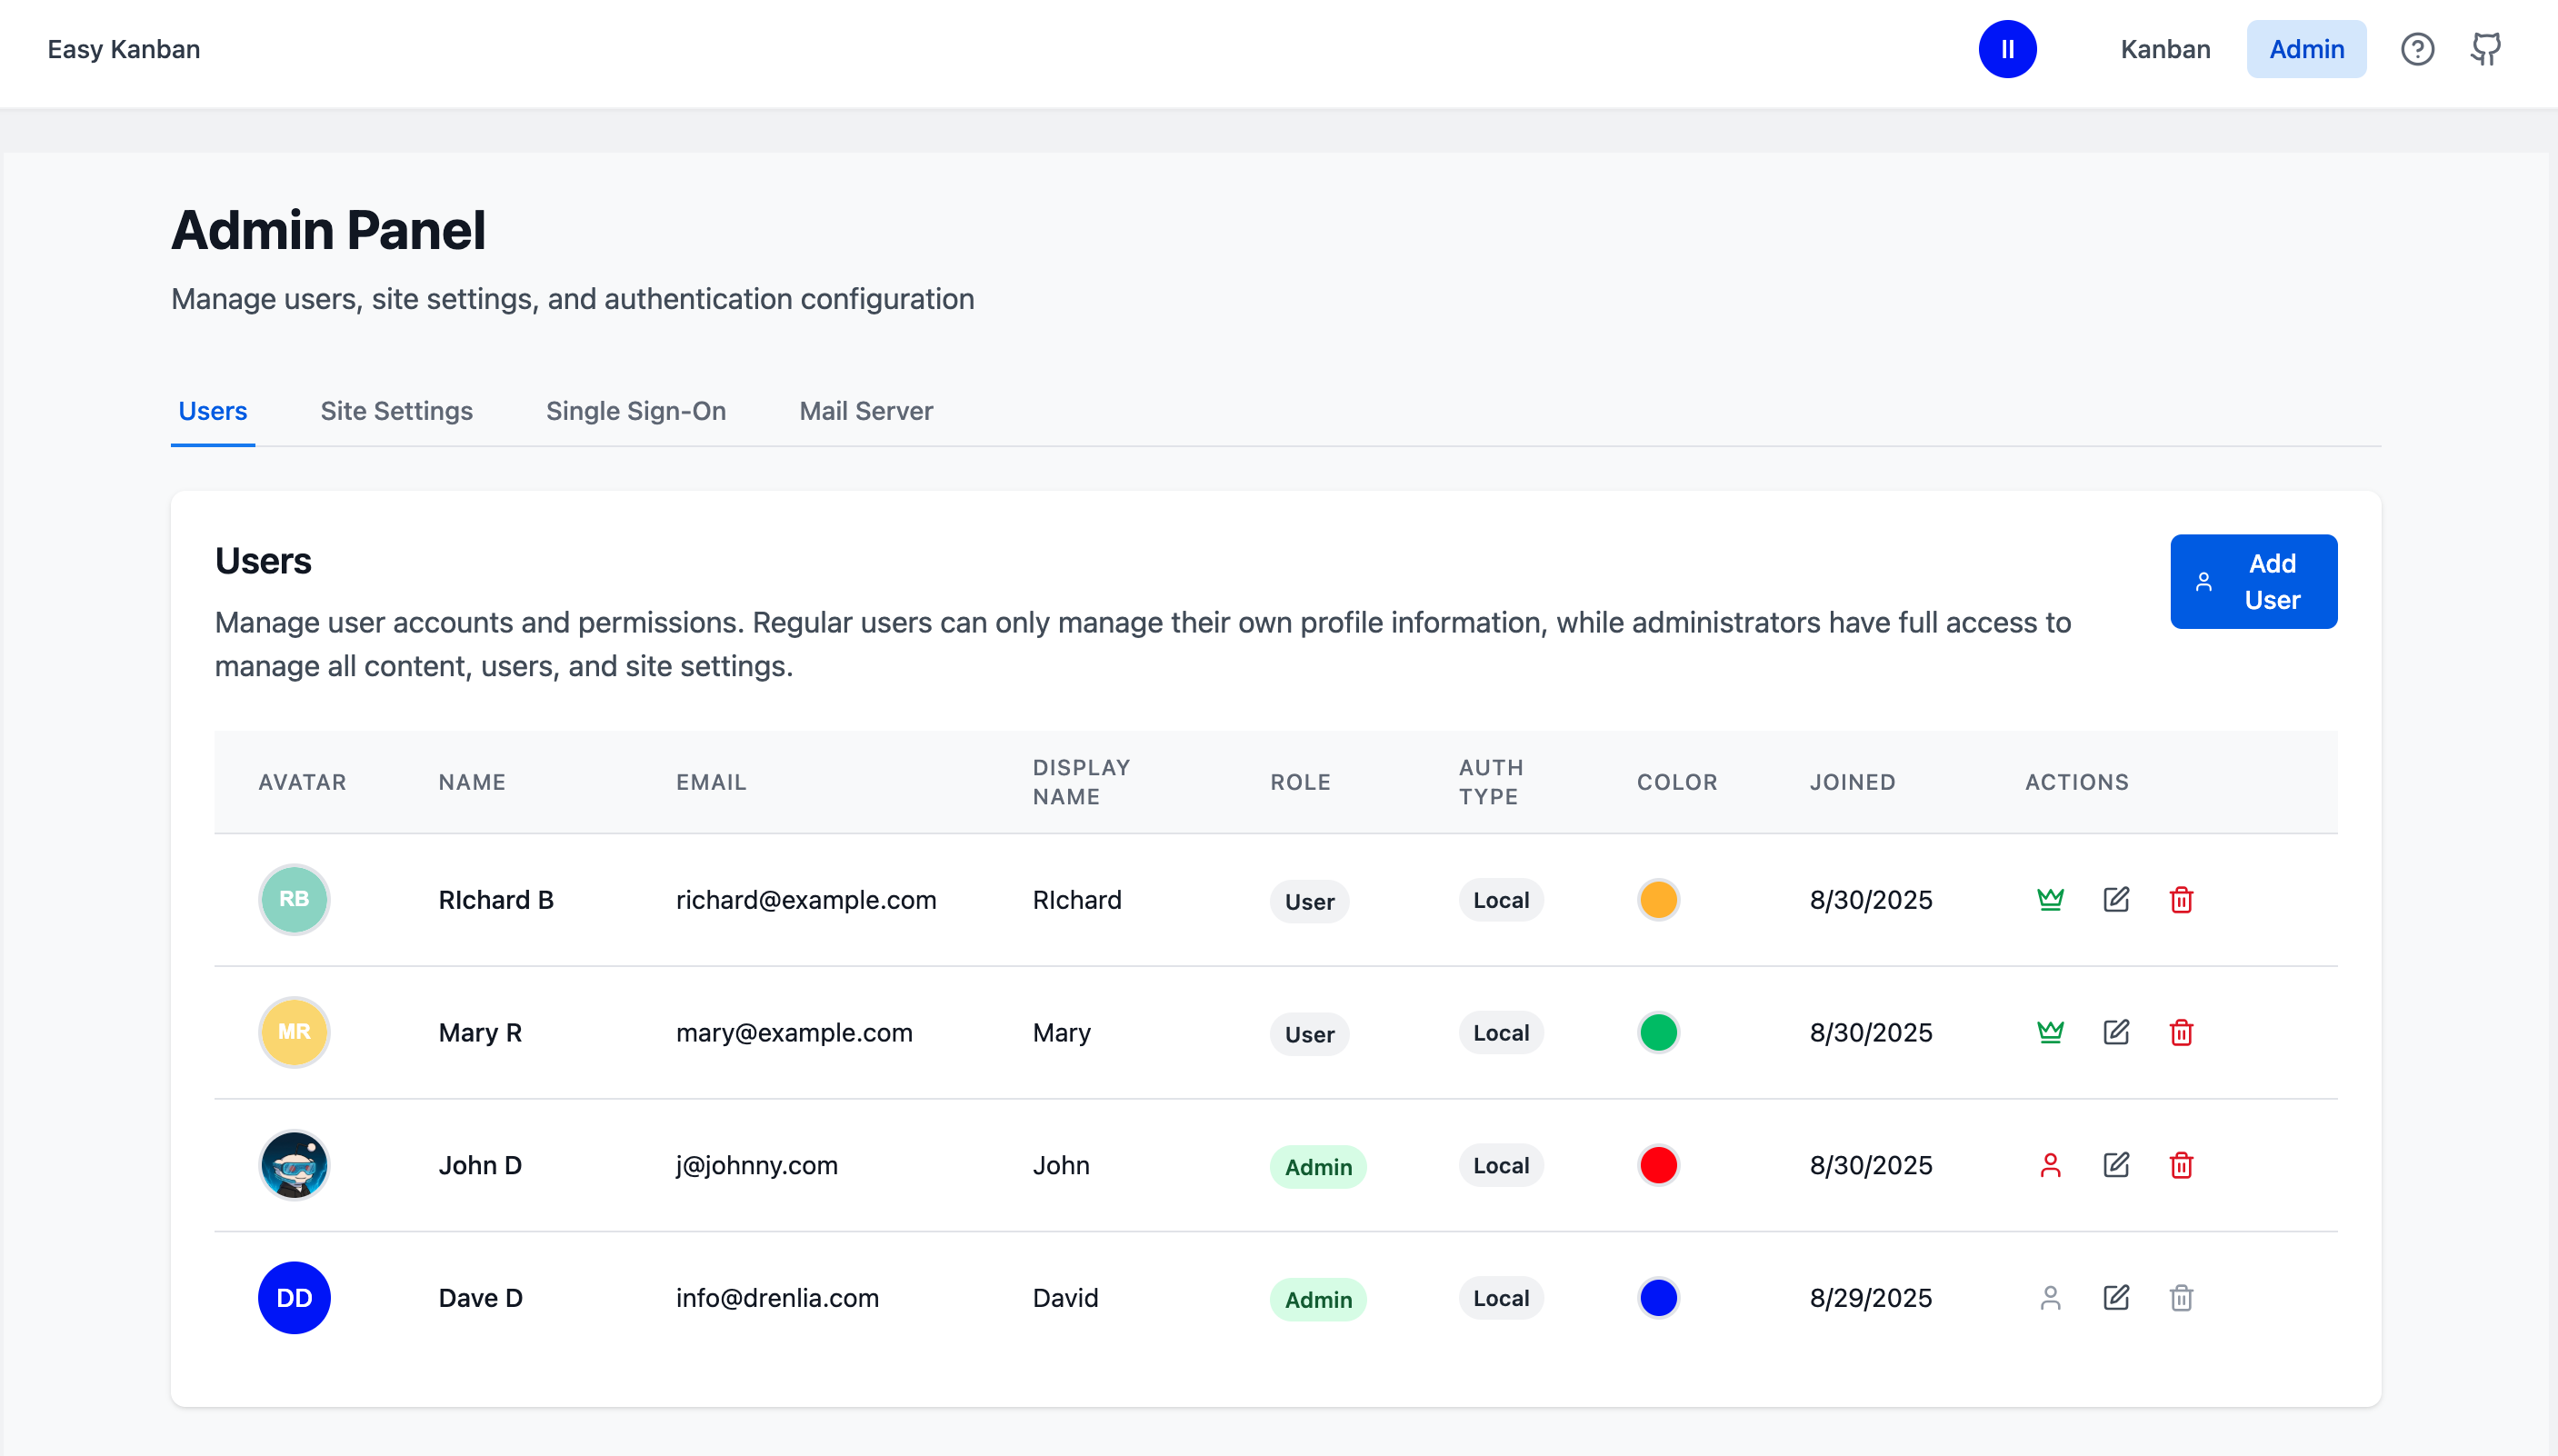 Easy Kanban
II
Kanban
Admin
Admin Panel
Manage users, site settings, and authentication configuration
Users
Site Settings
Single Sign-On
Mail Server
Users
Add
User
Manage user accounts and permissions. Regular users can only manage their own profile information, while administrators have full access to
manage all content, users, and site settings.
AVATAR NAME EMAIL DISPLAY NAME ROLE AUTH TYPE COLOR JOINED ACTIONS
RB RIchard B richard@example.com RIchard User Local 8/30/2025
MR Mary R mary@example.com Mary User Local 8/30/2025
John D j@johnny.com John Admin Local 8/30/2025
DD Dave D info@drenlia.com David Admin Local 8/29/2025